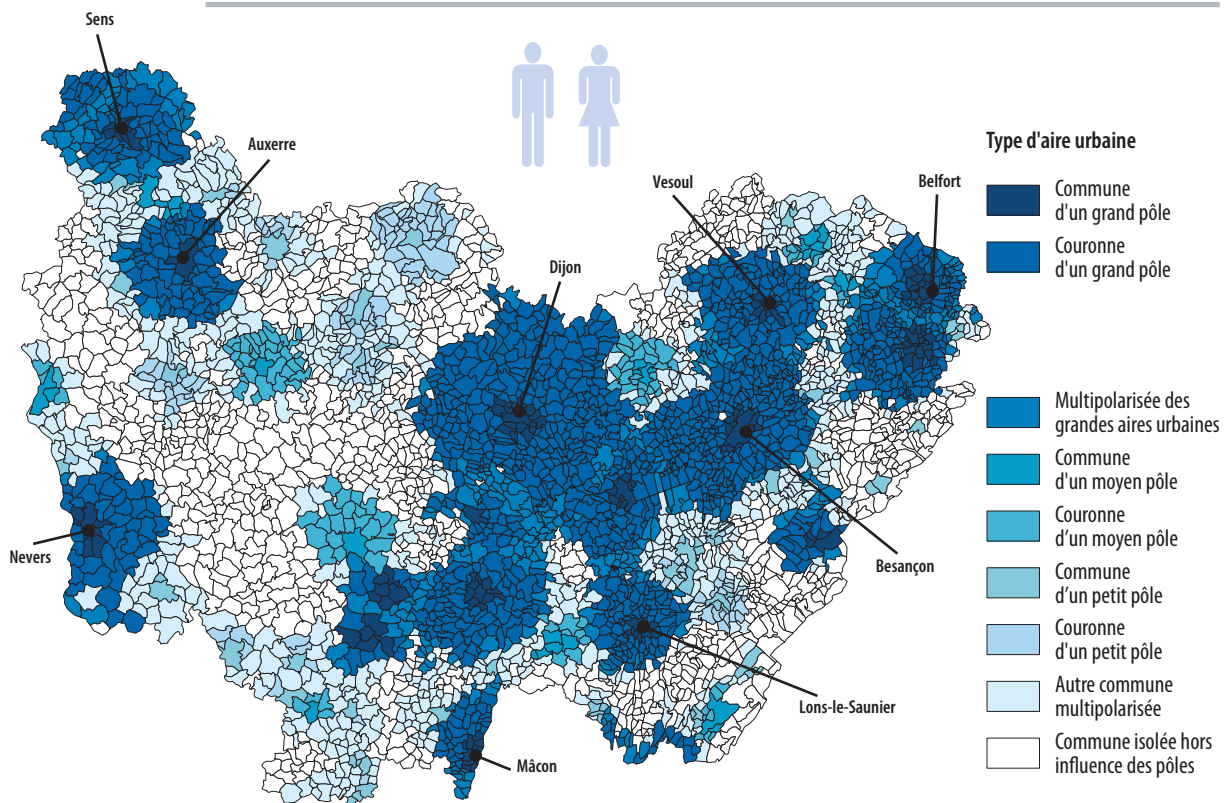 Sens
Auxerre
Vesoul
Belfort
Dijon
Nevers
Besançon
Lons-le-Saunier
Mâcon
Type d'aire urbaine
Commune
d'un grand pôle
Couronne
d'un grand pôle
Multipolarisée des
grandes aires urbaines
Commune
d'un moyen pôle
Couronne
d'un moyen pôle
Commune
d'un petit pôle
Couronne
d'un petit pôle
Autre commune
multipolarisée
Commune isolée hors
influence des pôles